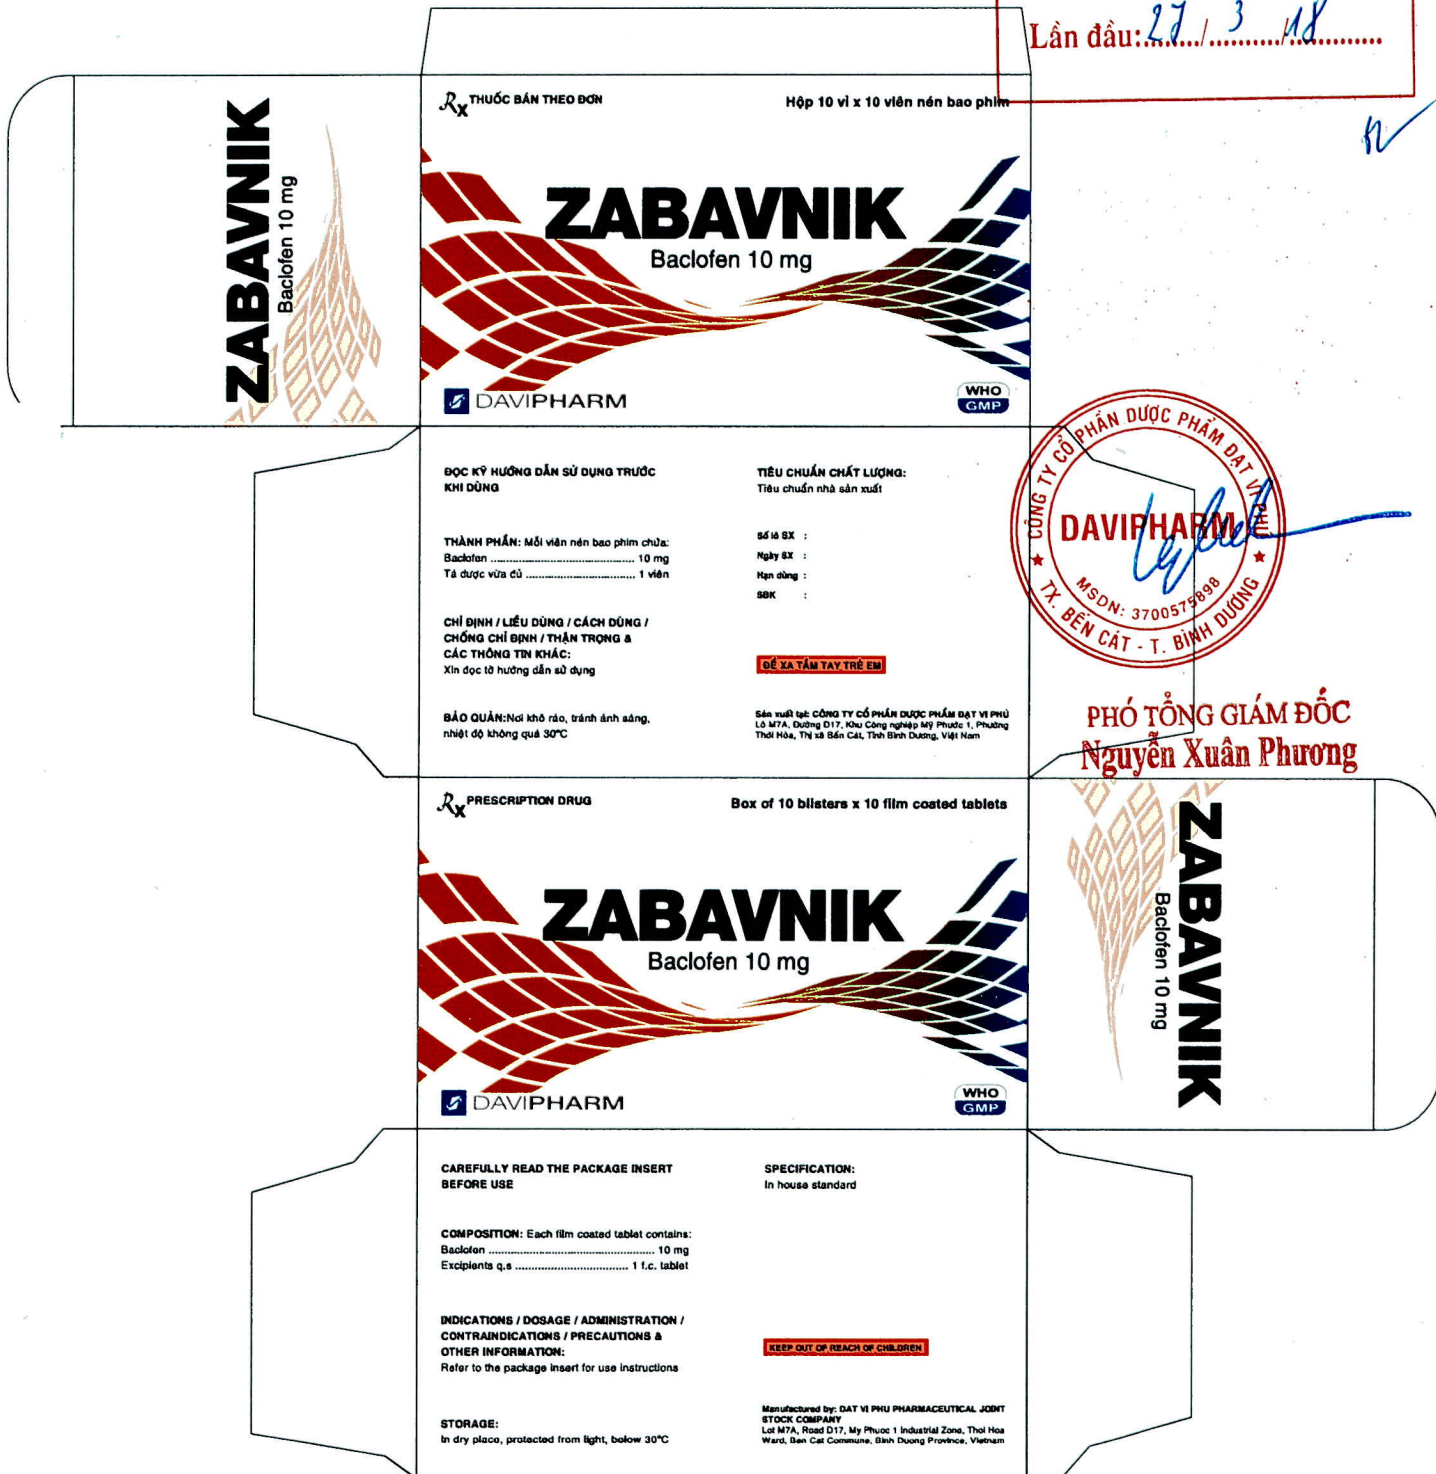 Lần đầu: 27 / 3 / 18
Rx THUỐC BÁN THEO ĐƠN
Hộp 10 vỉ x 10 viên nén bao phim
ZABAVNIK
Baclofen 10 mg
ZABAVNIK
Baclofen 10 mg
DAVIPHARM
WHO
GMP
ĐỌC KỸ HƯỚNG DẪN SỬ DỤNG TRƯỚC
KHI DÙNG
THÀNH PHẦN: Mỗi viên nén bao phim chứa:
Baclofen ............................................. 10 mg
Tá dược vừa đủ .................................. 1 viên
CHỈ ĐỊNH / LIỀU DÙNG / CÁCH DÙNG /
CHỐNG CHỈ ĐỊNH / THẬN TRỌNG &
CÁC THÔNG TIN KHÁC:
Xin đọc tờ hướng dẫn sử dụng
BẢO QUẢN: Nơi khô ráo, tránh ánh sáng,
nhiệt độ không quá 30°C
TIÊU CHUẨN CHẤT LƯỢNG:
Tiêu chuẩn nhà sản xuất
Số lô SX :
Ngày SX :
Hạn dùng :
SĐK :
ĐỂ XA TẦM TAY TRẺ EM
Sản xuất tại: CÔNG TY CỔ PHẦN DƯỢC PHẨM ĐẠT VI PHÚ
Lô M7A, Đường D17, Khu Công nghiệp Mỹ Phước 1, Phường
Thới Hòa, Thị xã Bến Cát, Tỉnh Bình Dương, Việt Nam
CÔNG TY CỔ PHẦN DƯỢC PHẨM ĐẠT VI PHÚ
DAVIPHARM
MSDN: 3700575898
TX. BẾN CÁT - T. BÌNH DƯƠNG
PHÓ TỔNG GIÁM ĐỐC
Nguyễn Xuân Phương
Rx PRESCRIPTION DRUG
Box of 10 blisters x 10 film coated tablets
ZABAVNIK
Baclofen 10 mg
DAVIPHARM
WHO
GMP
ZABAVNIK
Baclofen 10 mg
CAREFULLY READ THE PACKAGE INSERT
BEFORE USE
COMPOSITION: Each film coated tablet contains:
Baclofen .................................................... 10 mg
Excipients q.s ................................... 1 f.c. tablet
INDICATIONS / DOSAGE / ADMINISTRATION /
CONTRAINDICATIONS / PRECAUTIONS &
OTHER INFORMATION:
Refer to the package insert for use instructions
STORAGE:
In dry place, protected from light, below 30°C
SPECIFICATION:
In house standard
KEEP OUT OF REACH OF CHILDREN
Manufactured by: DAT VI PHU PHARMACEUTICAL JOINT
STOCK COMPANY
Lot M7A, Road D17, My Phuoc 1 Industrial Zone, Thoi Hoa
Ward, Ben Cat Commune, Binh Duong Province, Vietnam